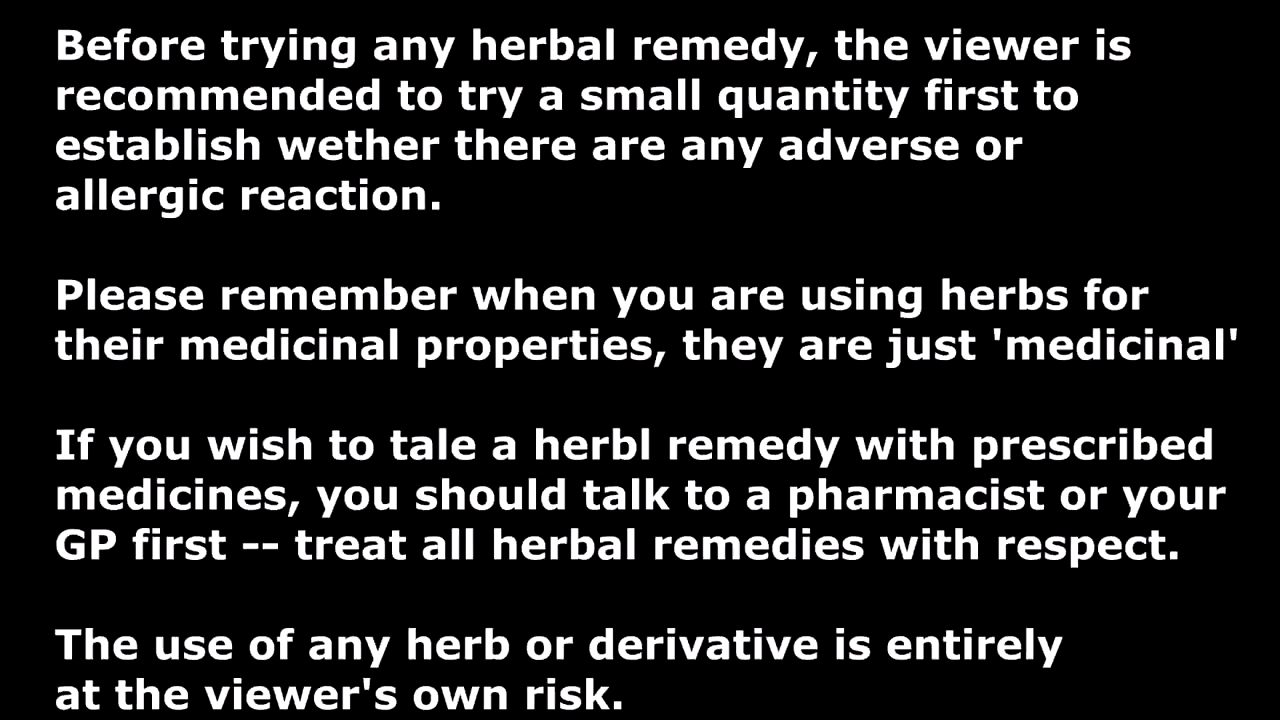 Before trying any herbal remedy, the viewer is
recommended to try a small quantity first to
establish wether there are any adverse or
allergic reaction.
Please remember when you are using herbs for
their medicinal properties, they are just 'medicinal'
If you wish to tale a herbl remedy with prescribed
medicines, you should talk to a pharmacist or your
GP first -- treat all herbal remedies with respect.
The use of any herb or derivative is entirely
at the viewer's own risk.